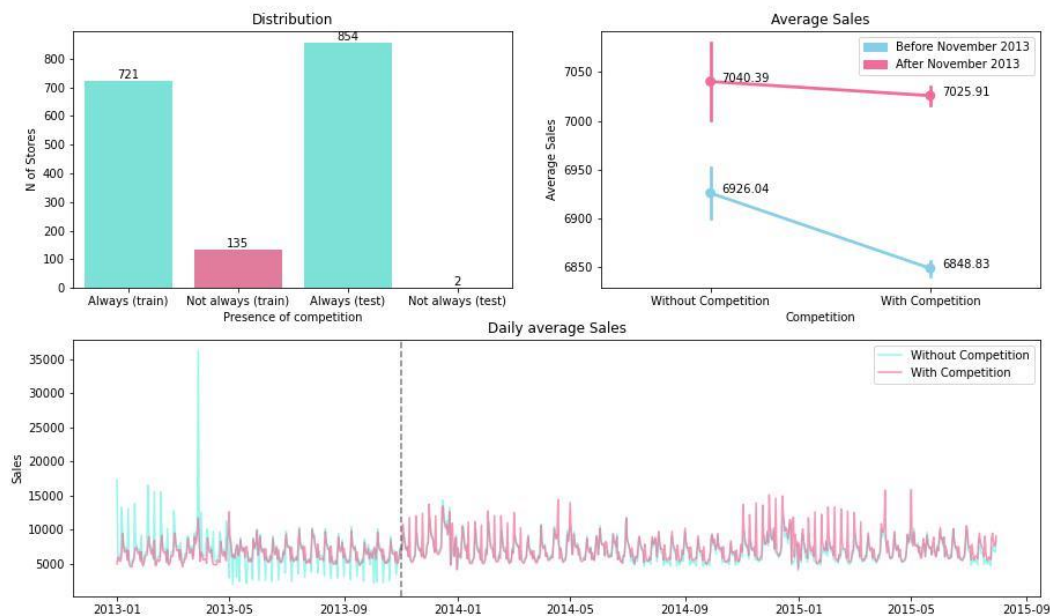 Distribution
N of Stores
800
700
600
500
400
300
200
100
0
721
135
854
2
Always (train) Not always (train) Always (test) Not always (test)
Presence of competition
Average Sales
Before November 2013
After November 2013
Average Sales
7050
7000
6950
6900
6850
7040.39
7025.91
6926.04
6848.83
Without Competition With Competition
Competition
Daily average Sales
Without Competition
With Competition
Sales
35000
30000
25000
20000
15000
10000
5000
2013-01 2013-05 2013-09 2014-01 2014-05 2014-09 2015-01 2015-05 2015-09